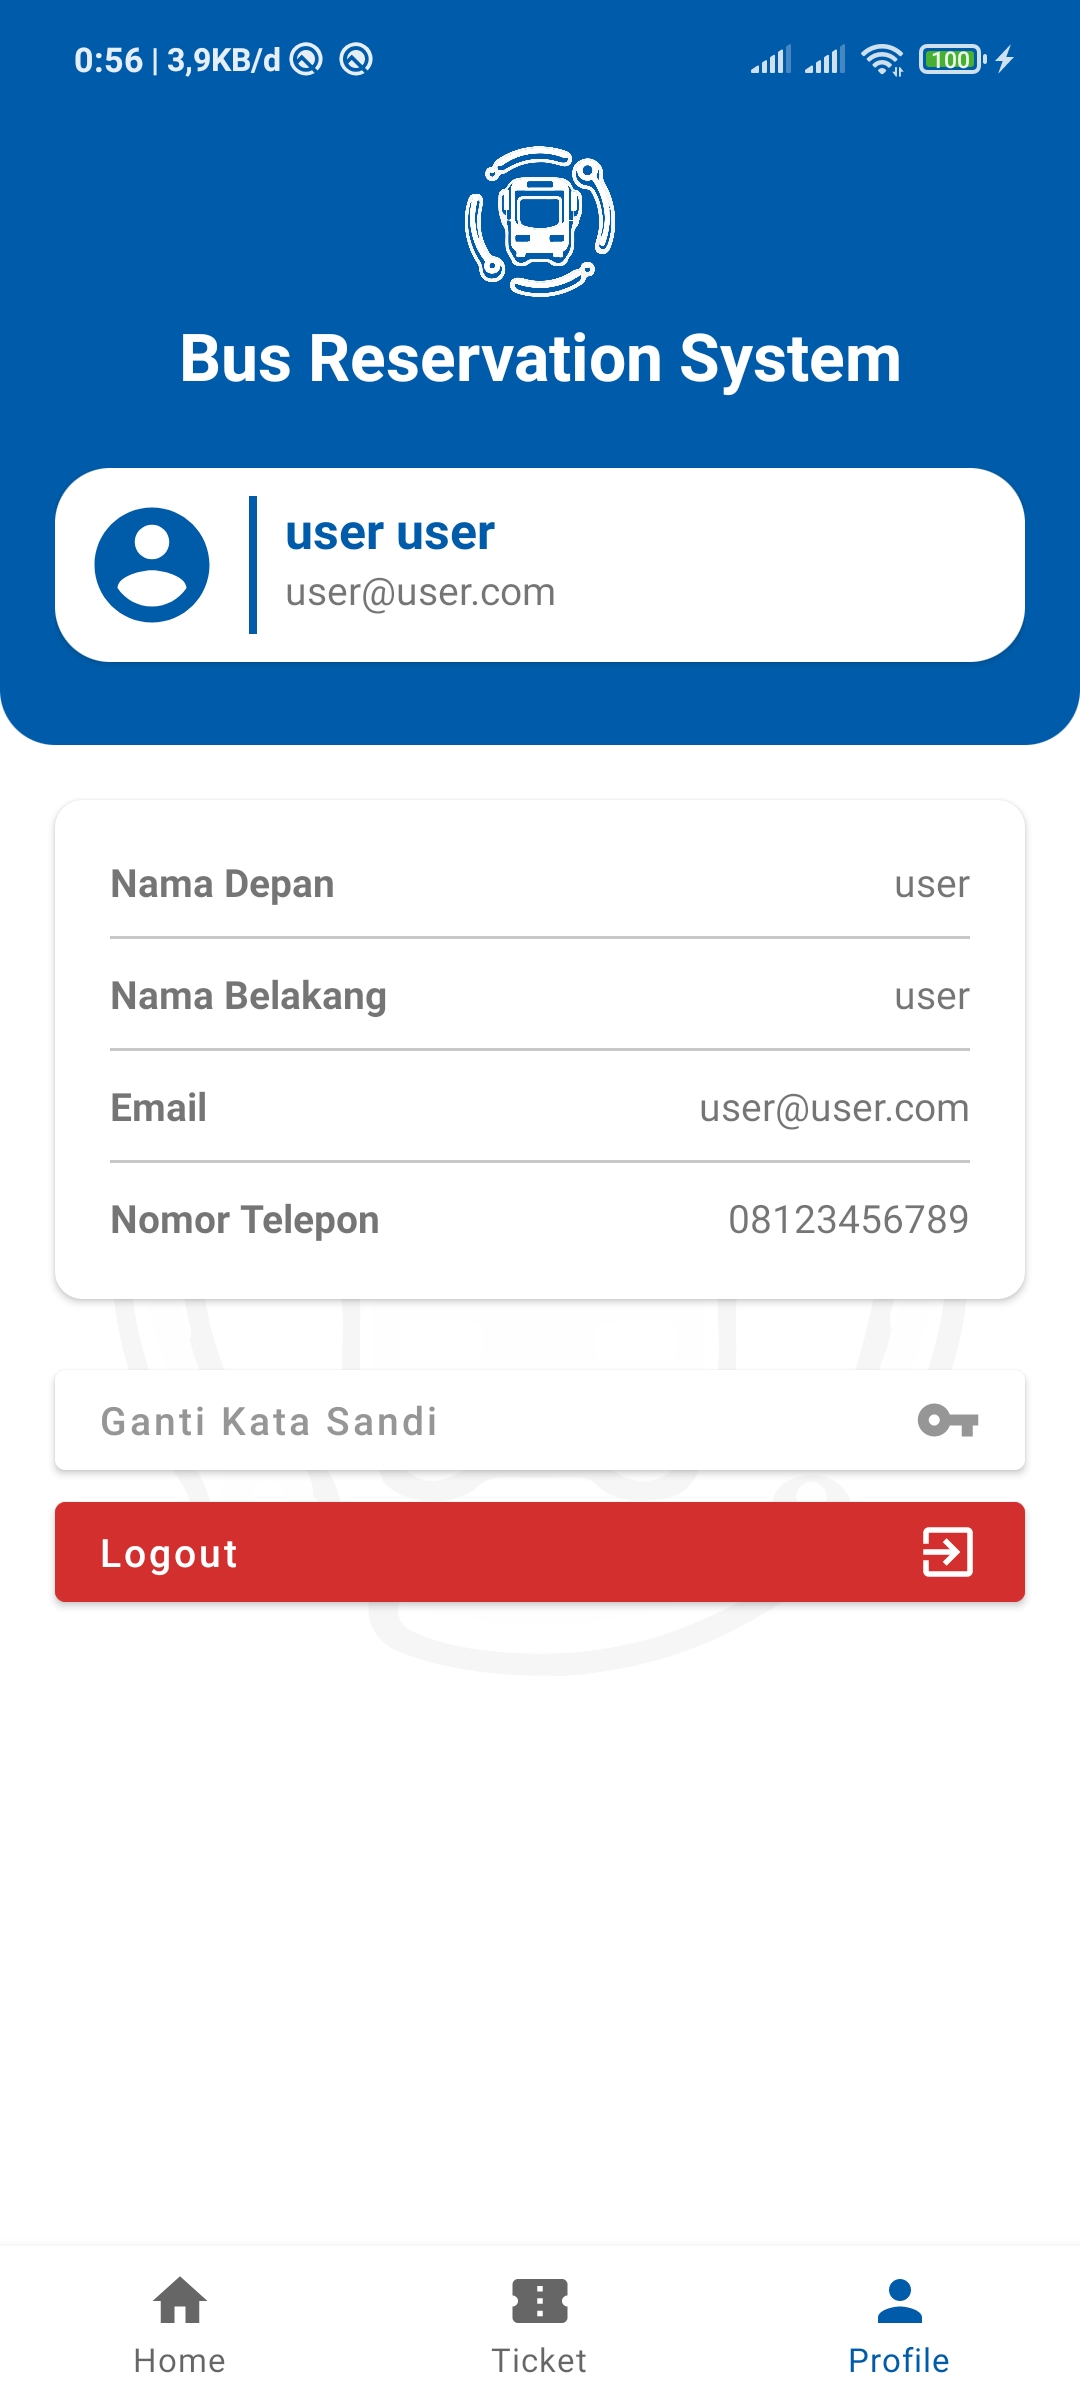 0:56 | 3,9KB/d
100
Bus Reservation System
user user
user@user.com
Nama Depan user
Nama Belakang user
Email user@user.com
Nomor Telepon 08123456789
Ganti Kata Sandi
Logout
Home Ticket Profile